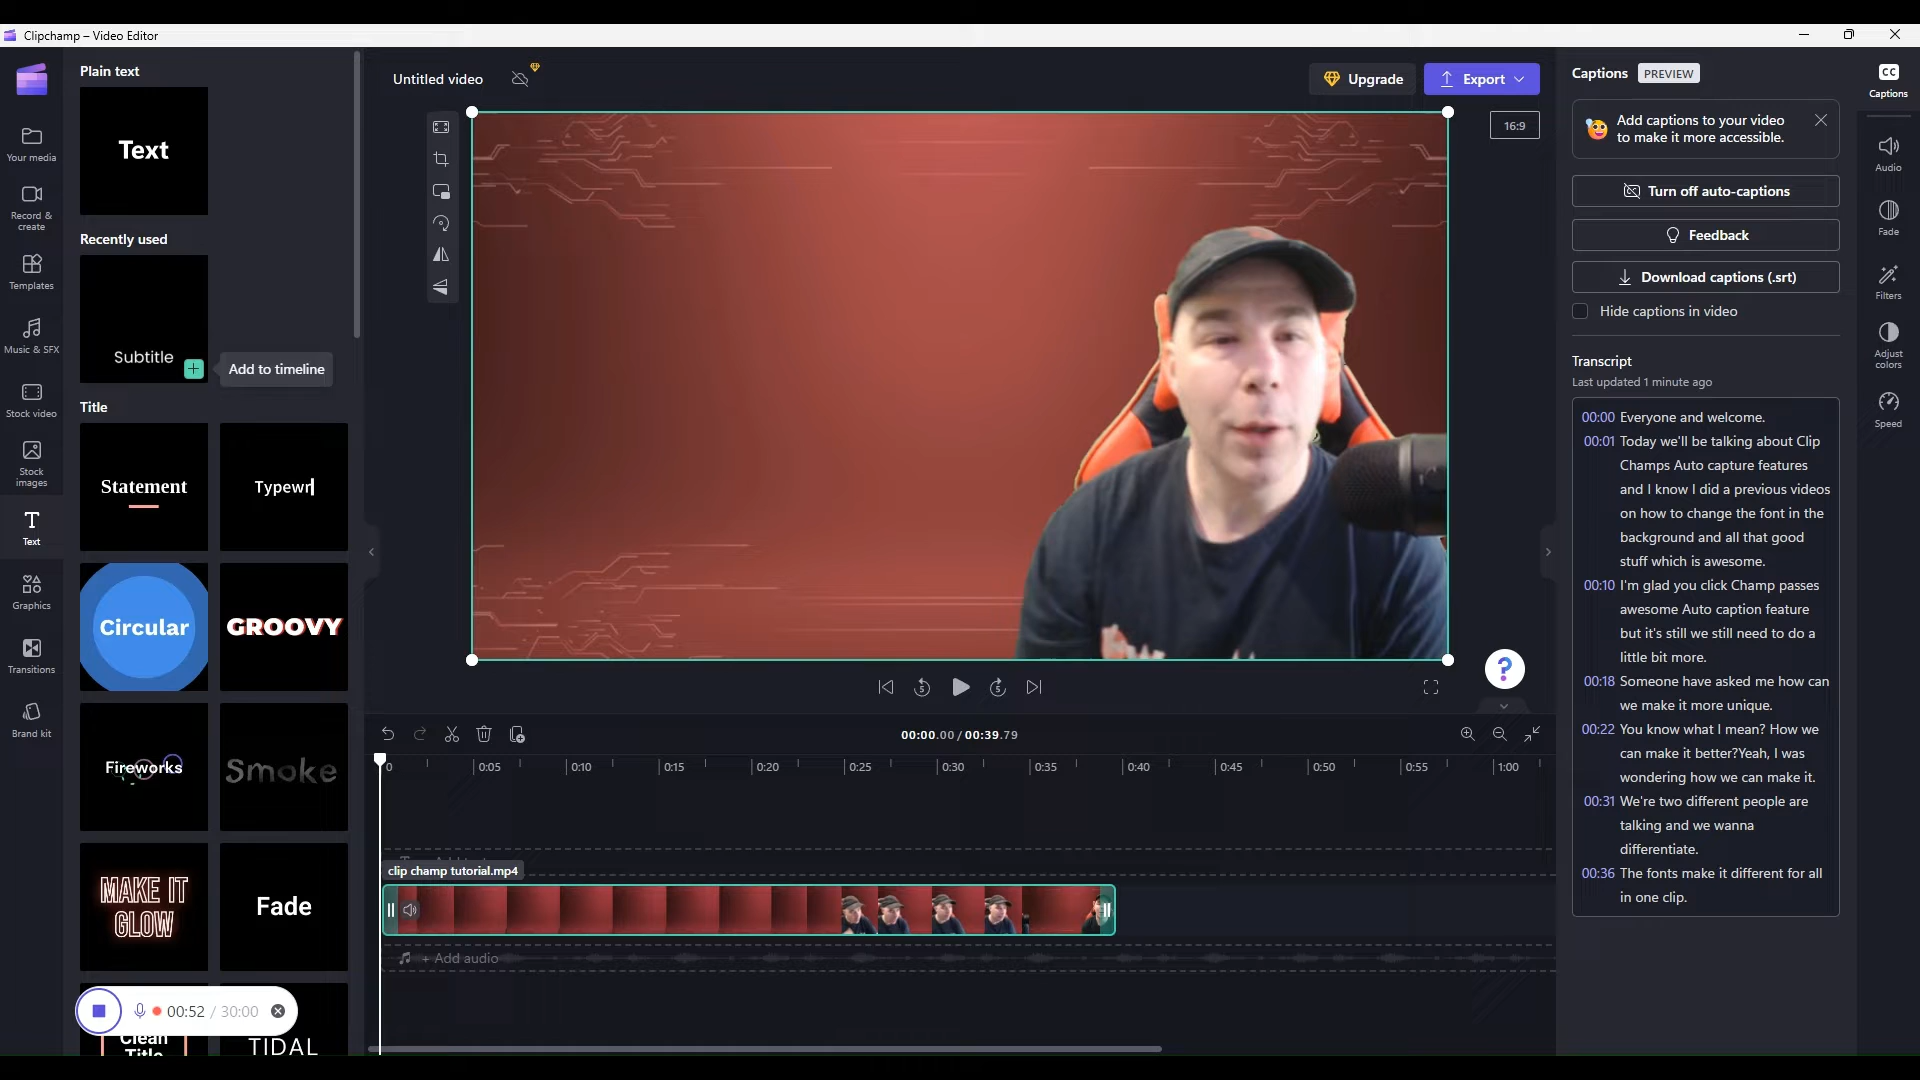 Clipchamp – Video Editor
Your media
Record &
create
Templates
Music & SFX
Stock video
Stock
images
Text
Graphics
Transitions
Brand kit
Plain text
Text
Recently used
Subtitle
Add to timeline
Title
Statement
Typewr
Circular
GROOVY
Fireworks
Smoke
MAKE IT
GLOW
Fade
Clean
Title
TIDAL
00:52 / 30:00
Untitled video
Upgrade
Export
16:9
5
5
?
00:00.00 / 00:39.79
0
0:05
0:10
0:15
0:20
0:25
0:30
0:35
0:40
0:45
0:50
0:55
1:00
clip champ tutorial.mp4
+ Add audio
Captions PREVIEW
Add captions to your video
to make it more accessible.
Turn off auto-captions
Feedback
Download captions (.srt)
Hide captions in video
Transcript
Last updated 1 minute ago
00:00 Everyone and welcome.
00:01 Today we'll be talking about Clip
Champs Auto capture features
and I know I did a previous videos
on how to change the font in the
background and all that good
stuff which is awesome.
00:10 I'm glad you click Champ passes
awesome Auto caption feature
but it's still we still need to do a
little bit more.
00:18 Someone have asked me how can
we make it more unique.
00:22 You know what I mean? How we
can make it better?Yeah, I was
wondering how we can make it.
00:31 We're two different people are
talking and we wanna
differentiate.
00:36 The fonts make it different for all
in one clip.
CC
Captions
Audio
Fade
Filters
Adjust
colors
Speed